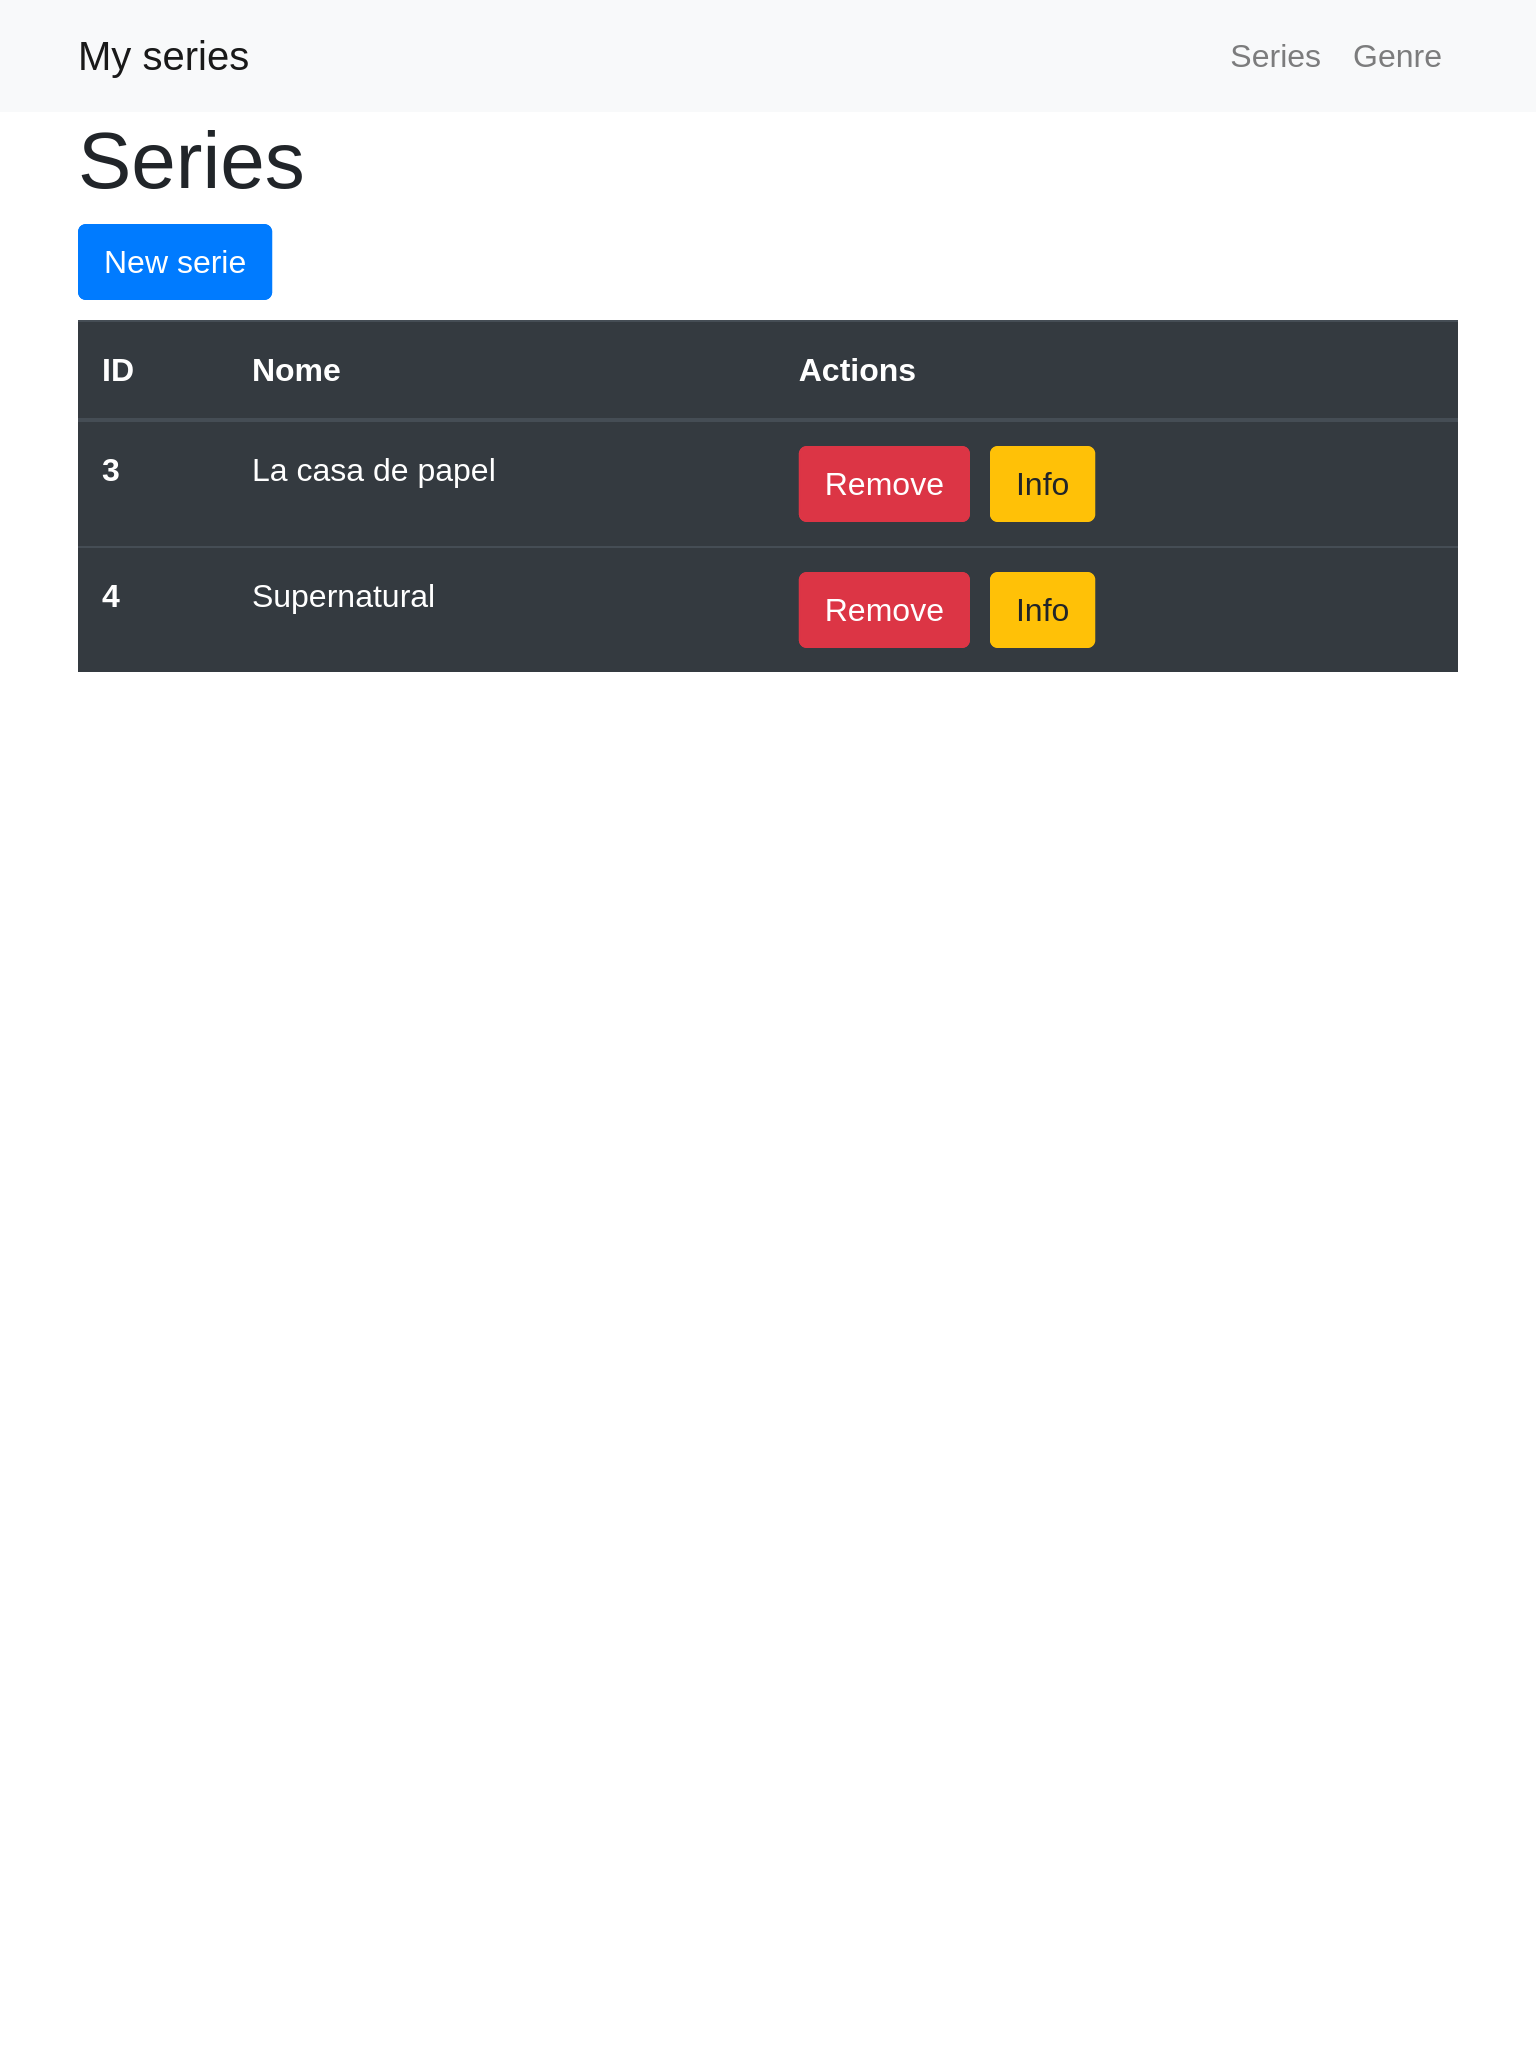 My series Series Genre
Series
New serie
ID Nome Actions
3 La casa de papel Remove Info
4 Supernatural Remove Info